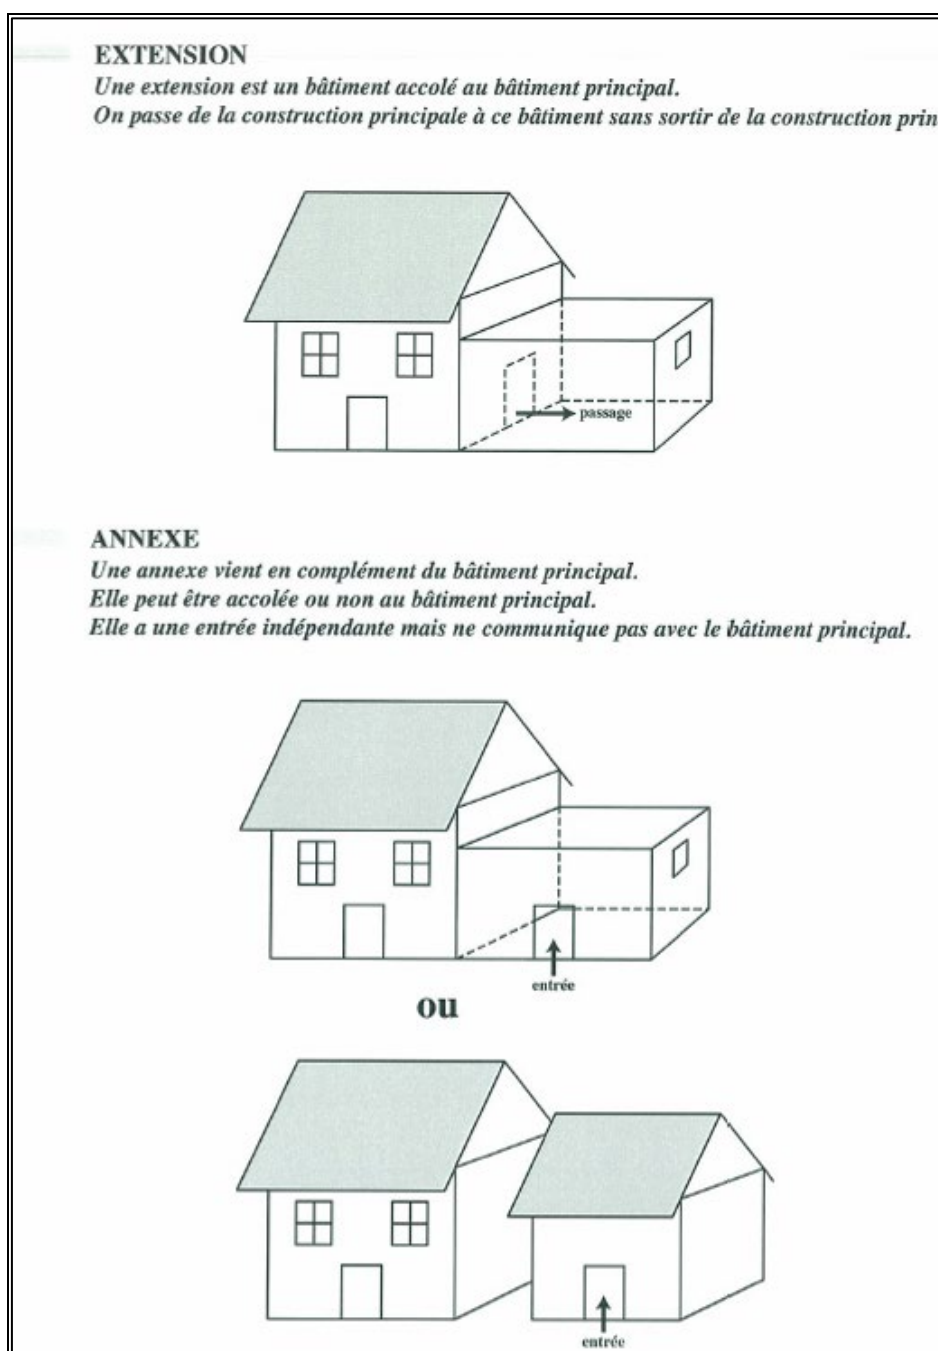 EXTENSION
Une extension est un bâtiment accolé au bâtiment principal.
On passe de la construction principale à ce bâtiment sans sortir de la construction prin
passage
ANNEXE
Une annexe vient en complément du bâtiment principal.
Elle peut être accolée ou non au bâtiment principal.
Elle a une entrée indépendante mais ne communique pas avec le bâtiment principal.
entrée
ou
entrée